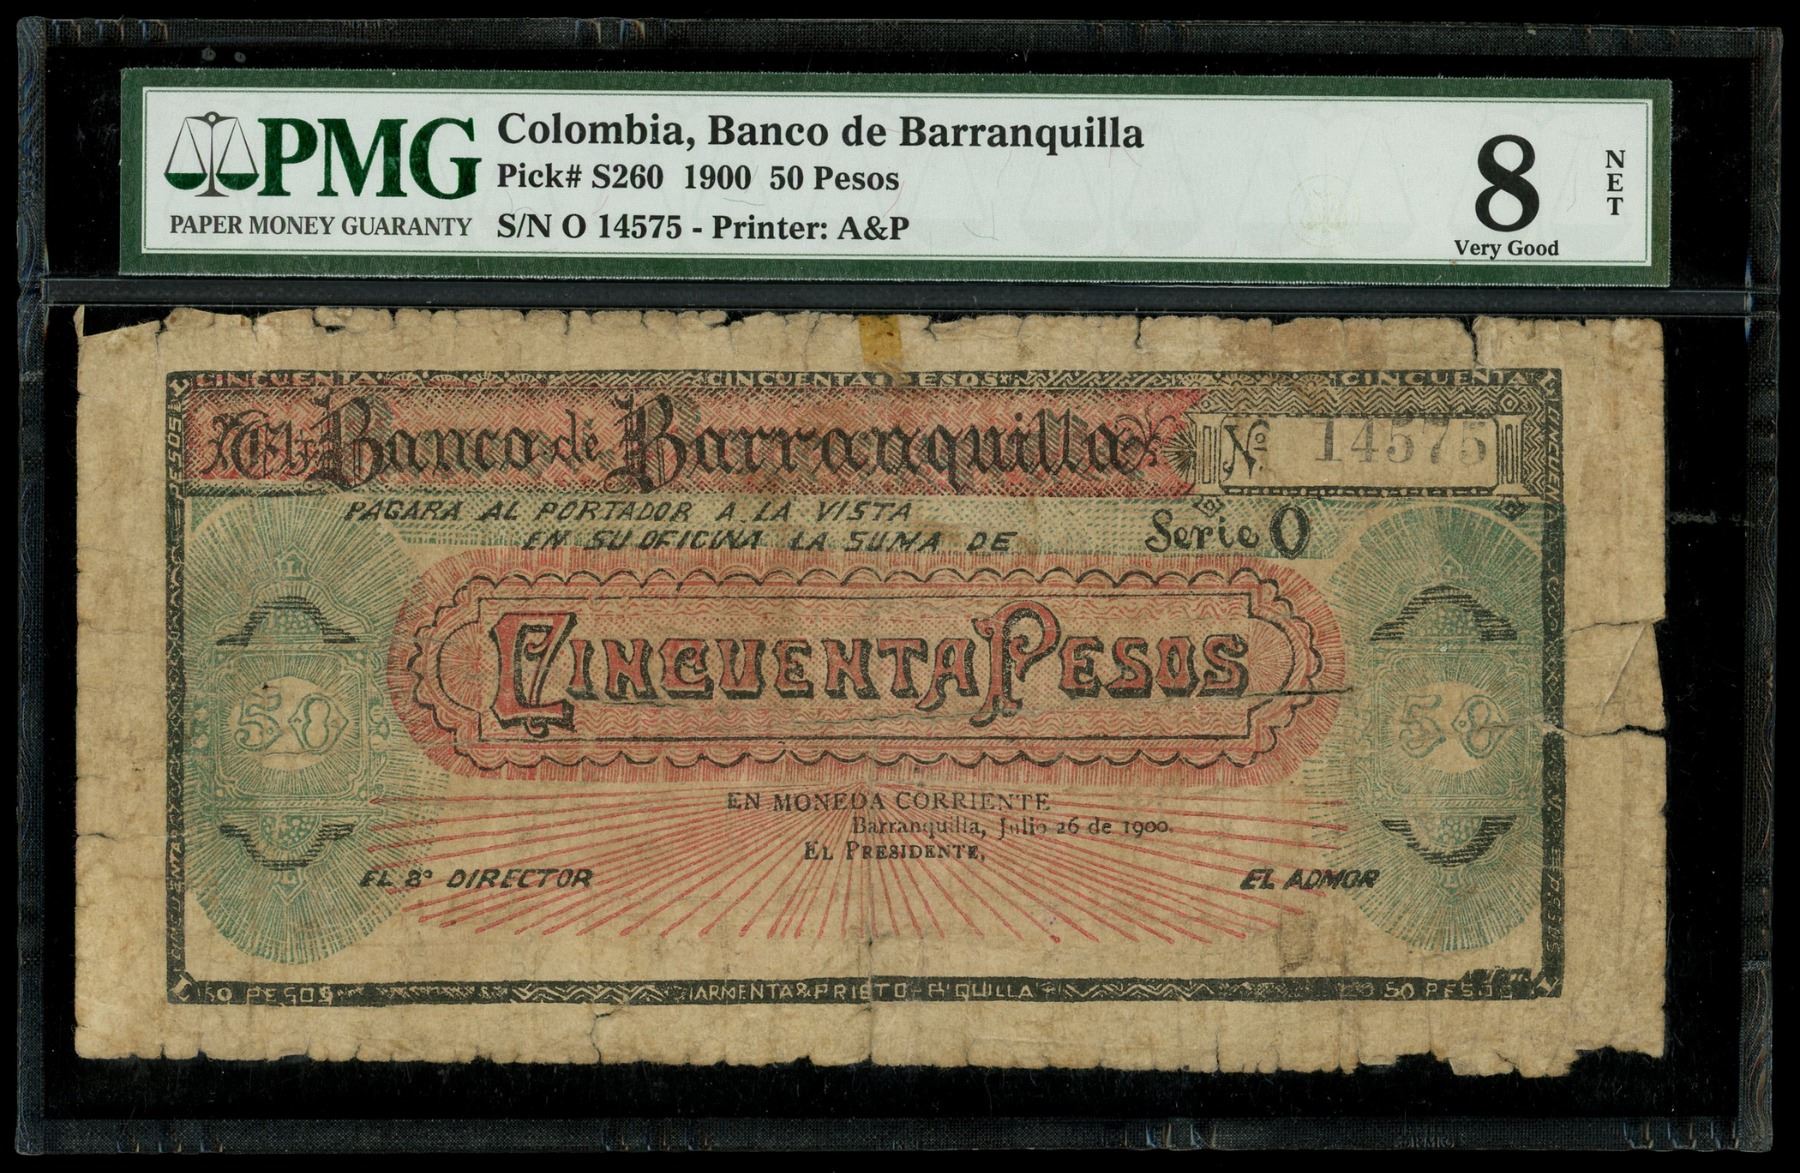 PMG
PAPER MONEY GUARANTY
Colombia, Banco de Barranquilla
Pick# S260 1900 50 Pesos
S/N O 14575 - Printer: A&P
8
NET
Very Good
CINCUENTA CINCUENTA PESOS CINCUENTA
PESOS
El Banco de Barranquilla
No. 14575
CINCUENTA
PAGARA AL PORTADOR A LA VISTA
EN SU OFICINA LA SUMA DE
Serie O
CINCUENTA PESOS
50
50
EN MONEDA CORRIENTE
Barranquilla, Julio 26 de 1900.
EL PRESIDENTE,
EL 8º DIRECTOR
EL ADMOR
50 PESOS
ARMENTA & PRIETO - B'QUILLA
50 PESOS